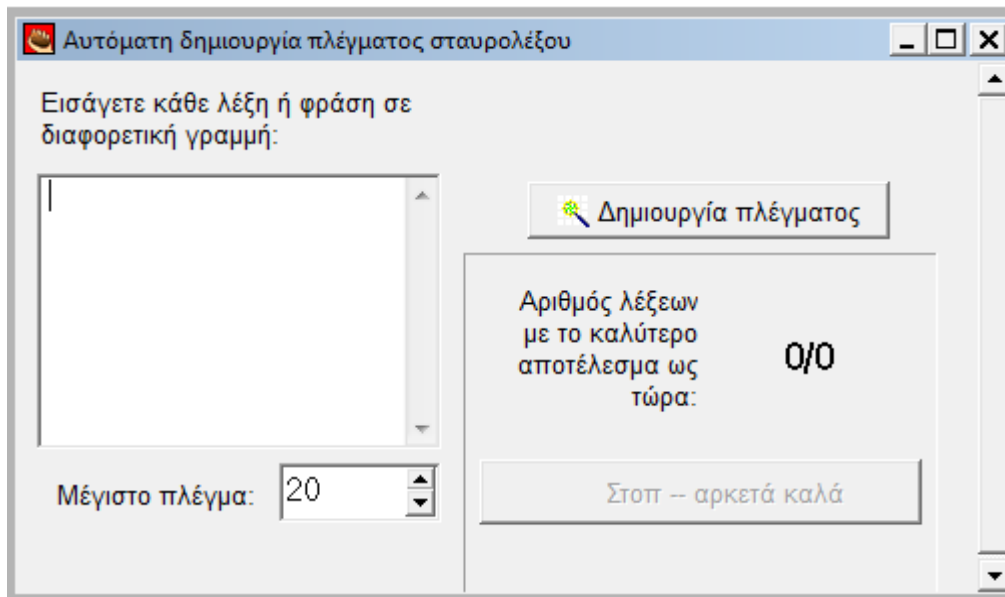 Αυτόματη δημιουργία πλέγματος σταυρολέξου
Εισάγετε κάθε λέξη ή φράση σε
διαφορετική γραμμή:
Δημιουργία πλέγματος
Αριθμός λέξεων
με το καλύτερο
αποτέλεσμα ως
τώρα:
0/0
Μέγιστο πλέγμα:
20
Στοπ -- αρκετά καλά